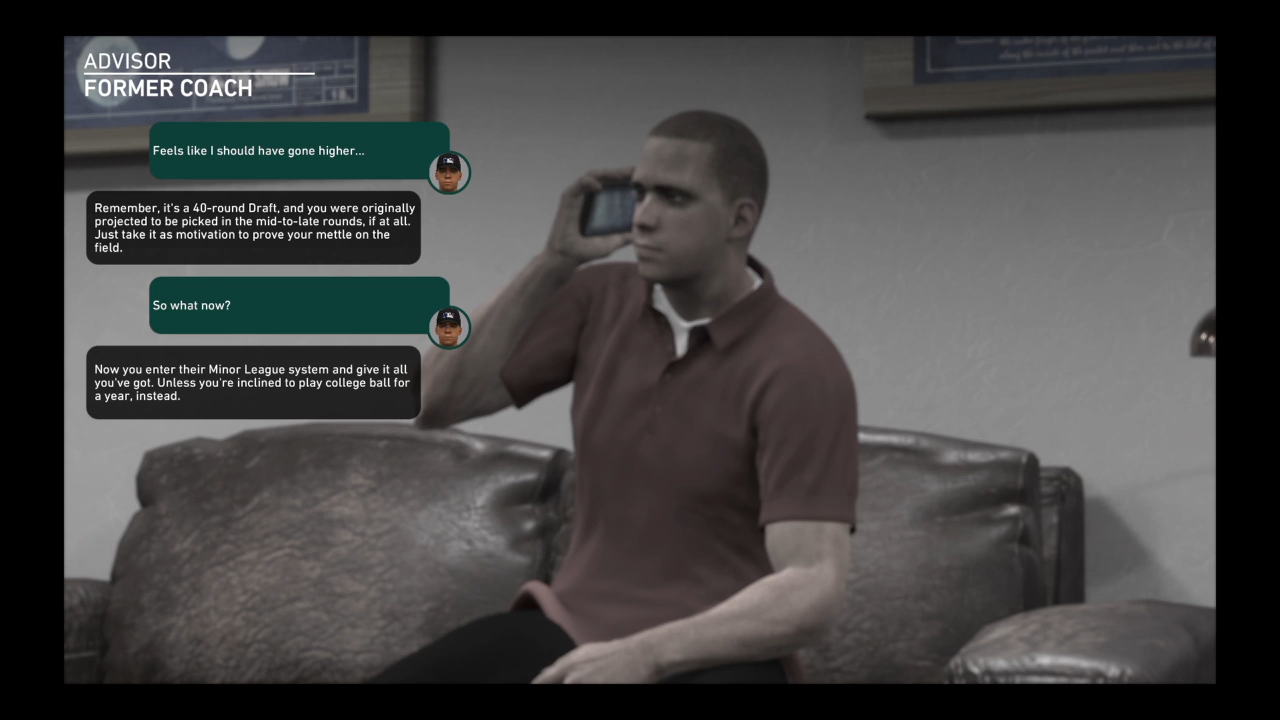 ADVISOR
FORMER COACH
Feels like I should have gone higher...
Remember, it's a 40-round Draft, and you were originally
projected to be picked in the mid-to-late rounds, if at all.
Just take it as motivation to prove your mettle on the
field.
So what now?
Now you enter their Minor League system and give it all
you've got. Unless you're inclined to play college ball for
a year, instead.